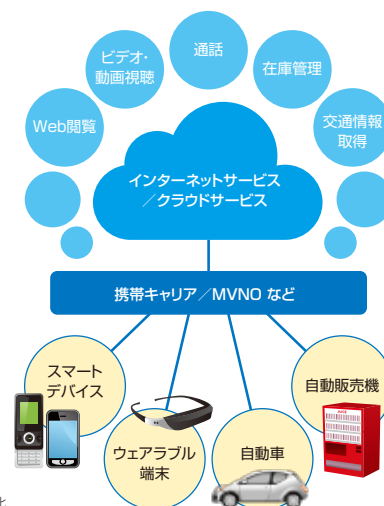 通話
ビデオ・
動画視聴
在庫管理
Web閲覧
交通情報
取得
インターネットサービス
／クラウドサービス
携帯キャリア／MVNO など
スマート
デバイス
自動販売機
ウェアラブル
端末
自動車